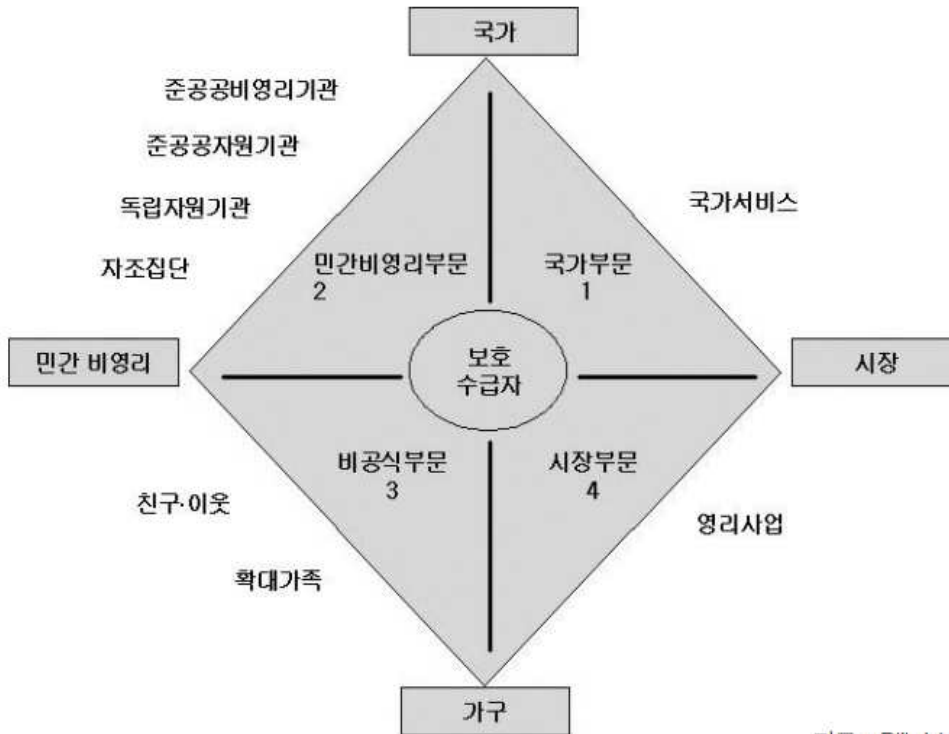 국가
준공공비영리기관
준공공자원기관
독립자원기관
자조집단
국가서비스
민간비영리부문
2
국가부문
1
민간 비영리
보호
수급자
시장
비공식부문
3
시장부문
4
친구·이웃
확대가족
영리사업
가구